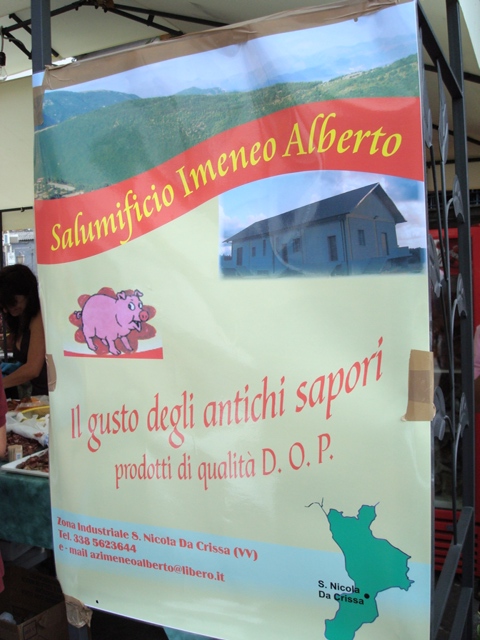 Salumificio Imeneo Alberto
Il gusto degli antichi sapori
prodotti di qualità D. O. P.
Zona Industriale S. Nicola Da Crissa (VV)
Tel. 338 5623644
e - mail azimeneoalberto@libero.it
S. Nicola
Da Crissa